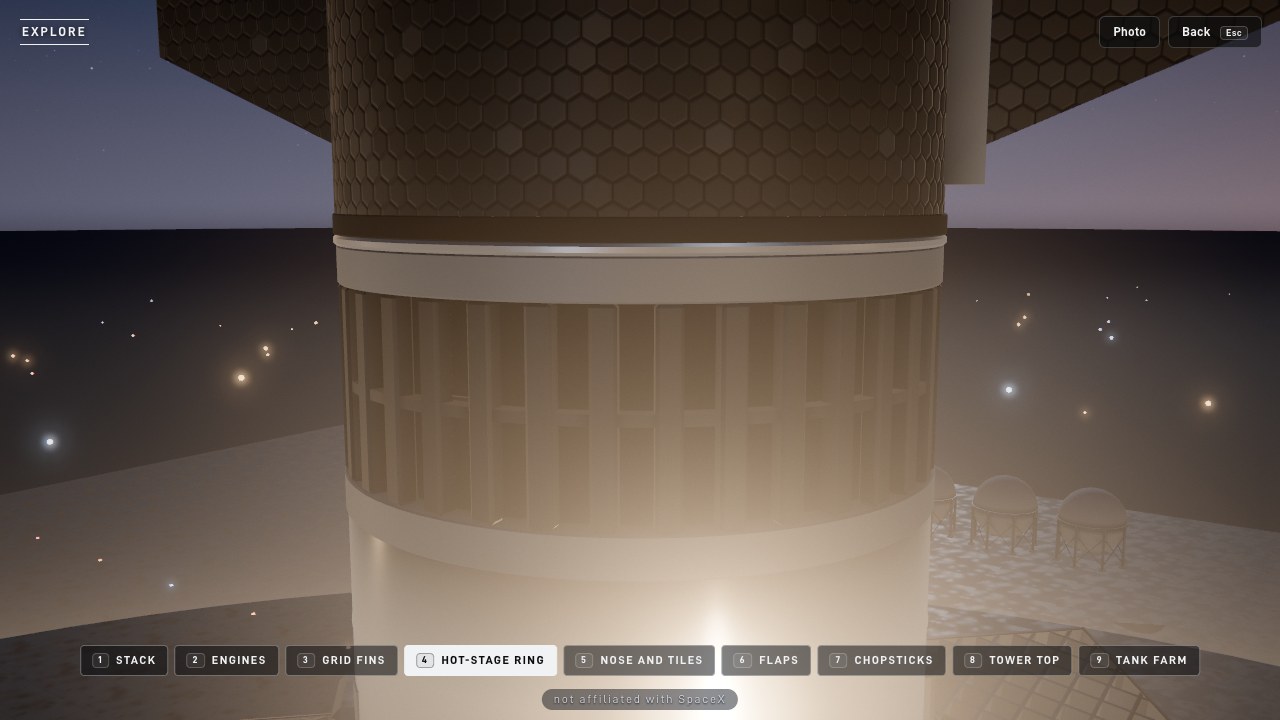 EXPLORE
Photo
Back Esc
1 STACK
2 ENGINES
3 GRID FINS
4 HOT-STAGE RING
5 NOSE AND TILES
6 FLAPS
7 CHOPSTICKS
8 TOWER TOP
9 TANK FARM
not affiliated with SpaceX